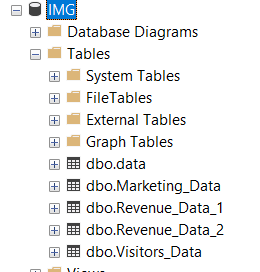 IMG
Database Diagrams
Tables
System Tables
FileTables
External Tables
Graph Tables
dbo.data
dbo.Marketing_Data
dbo.Revenue_Data_1
dbo.Revenue_Data_2
dbo.Visitors_Data
Views